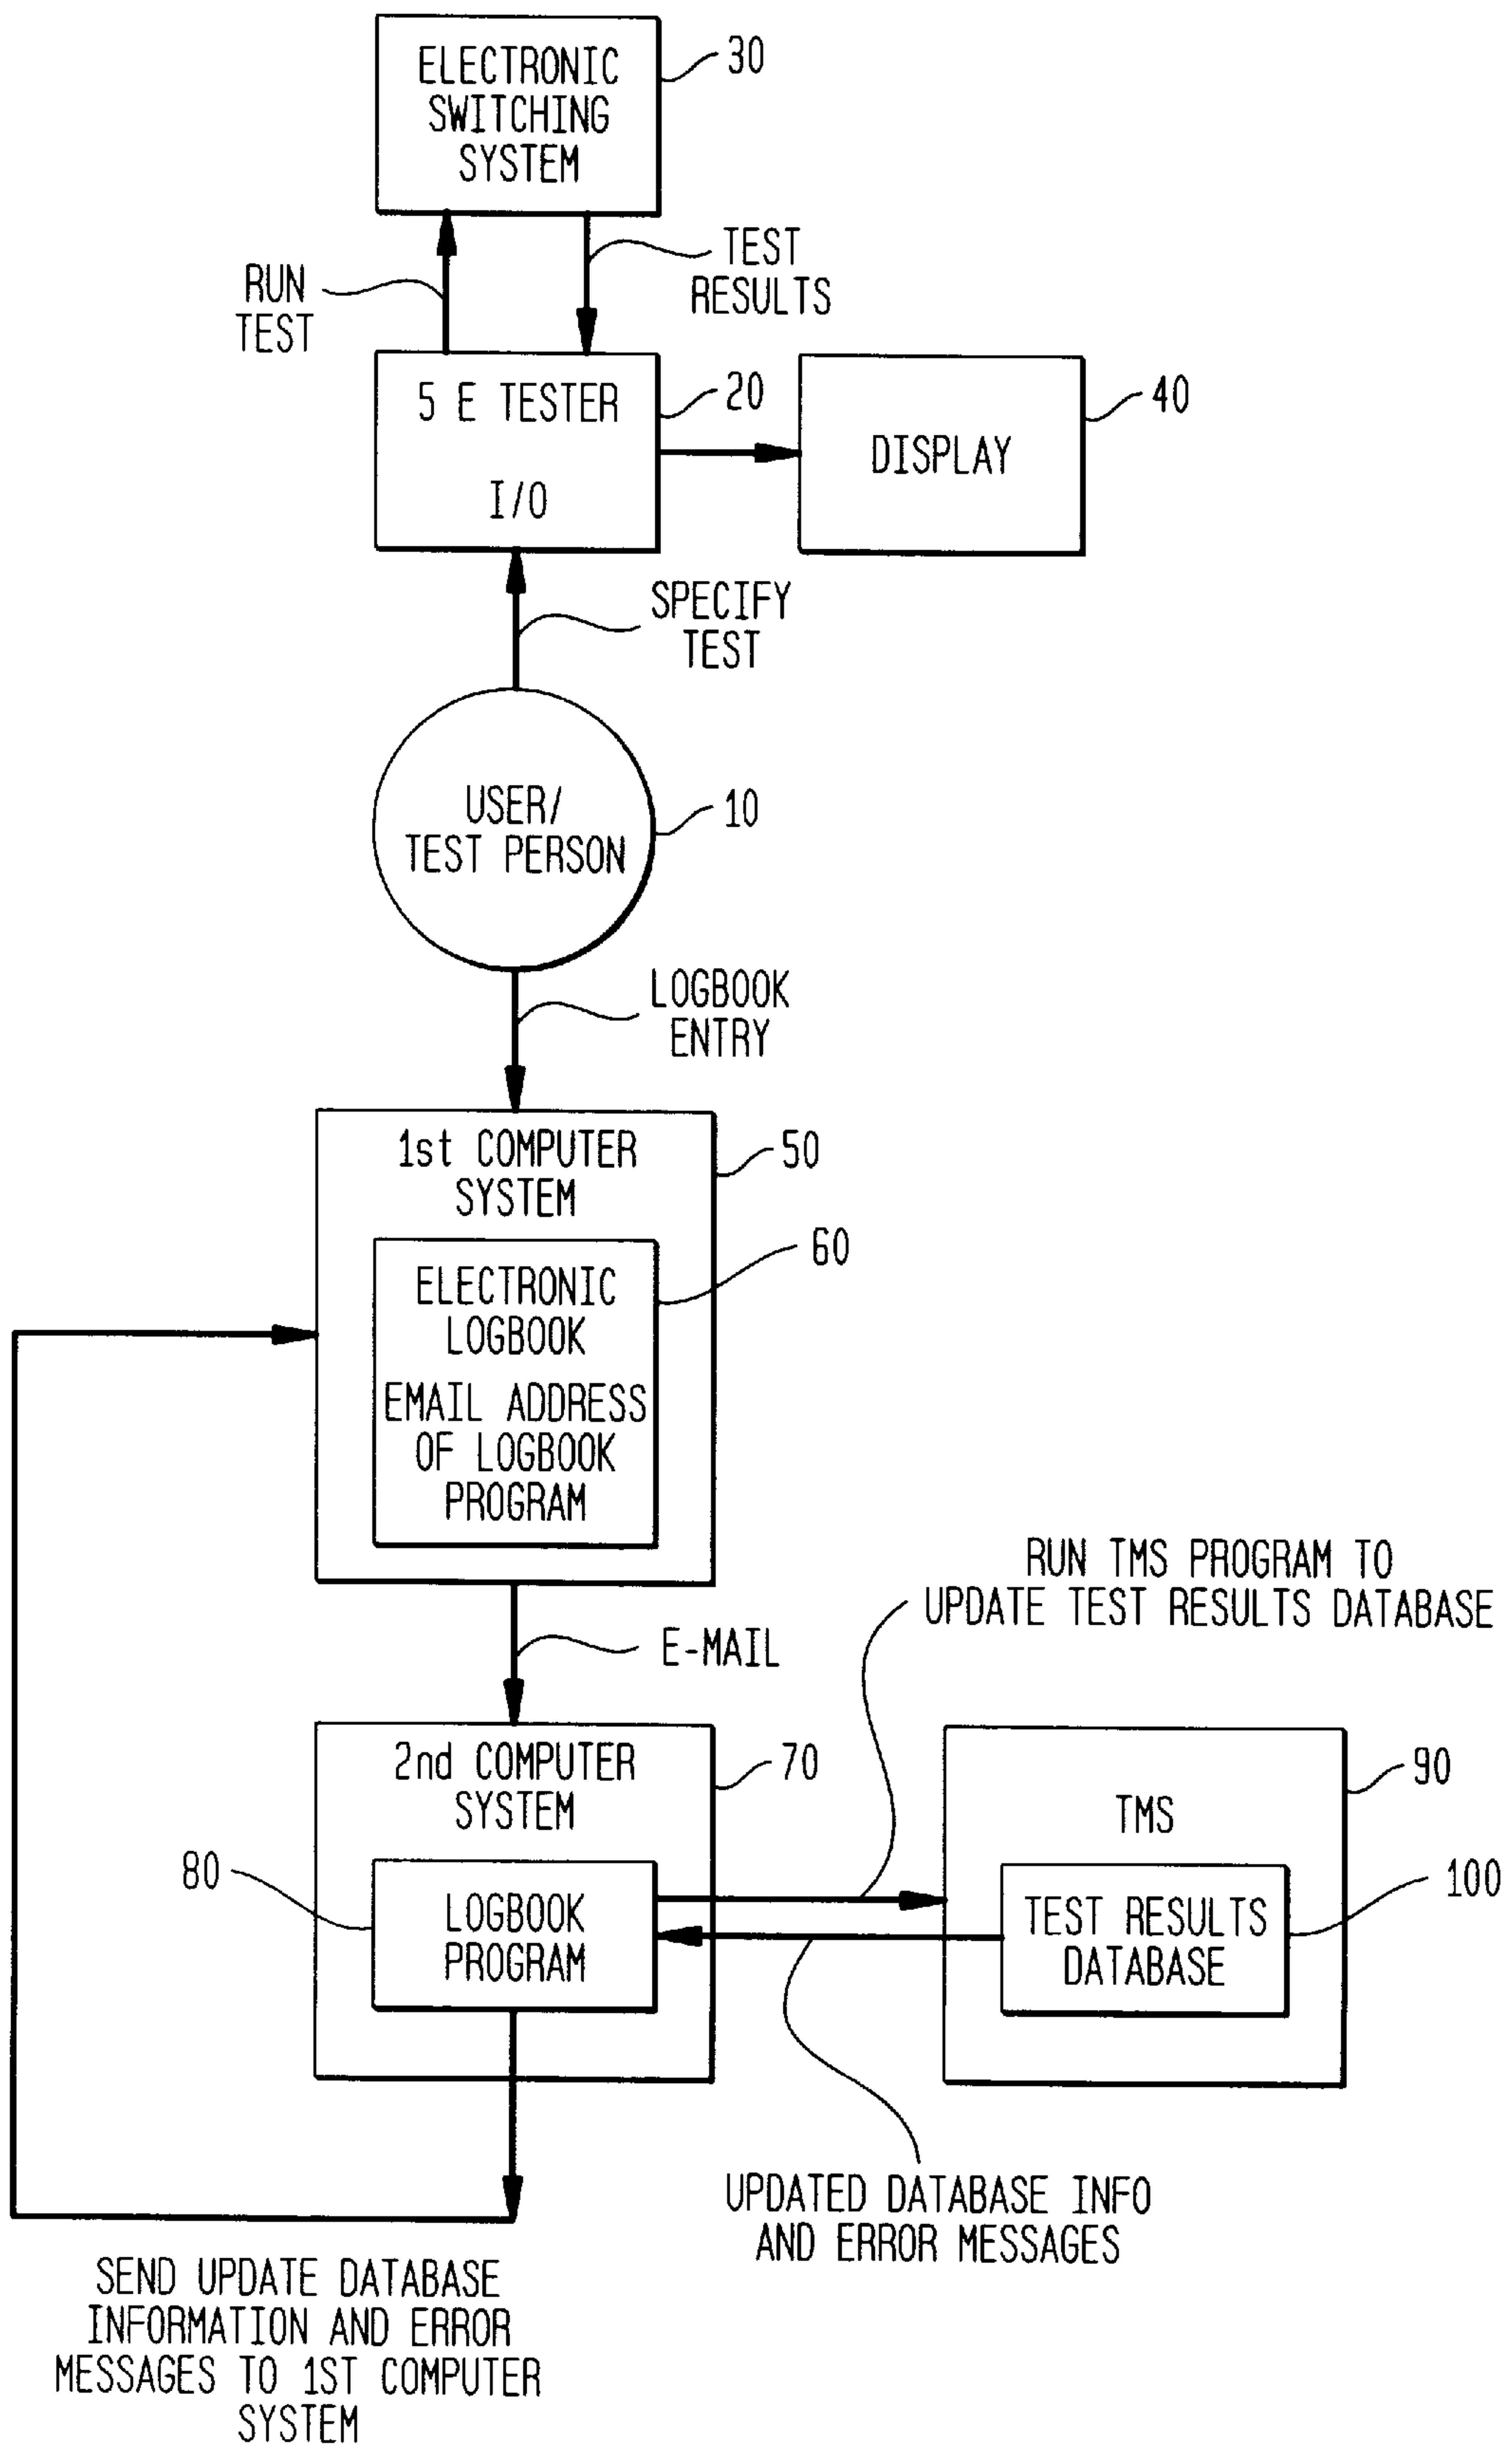 ELECTRONIC
SWITCHING
SYSTEM
30
RUN
TEST
TEST
RESULTS
5 E TESTER
I/O
20
DISPLAY
40
SPECIFY
TEST
USER/
TEST PERSON
10
LOGBOOK
ENTRY
1st COMPUTER
SYSTEM
50
ELECTRONIC
LOGBOOK
EMAIL ADDRESS
OF LOGBOOK
PROGRAM
60
E-MAIL
RUN TMS PROGRAM TO
UPDATE TEST RESULTS DATABASE
2nd COMPUTER
SYSTEM
70
80
LOGBOOK
PROGRAM
TMS
90
TEST RESULTS
DATABASE
100
UPDATED DATABASE INFO
AND ERROR MESSAGES
SEND UPDATE DATABASE
INFORMATION AND ERROR
MESSAGES TO 1ST COMPUTER
SYSTEM